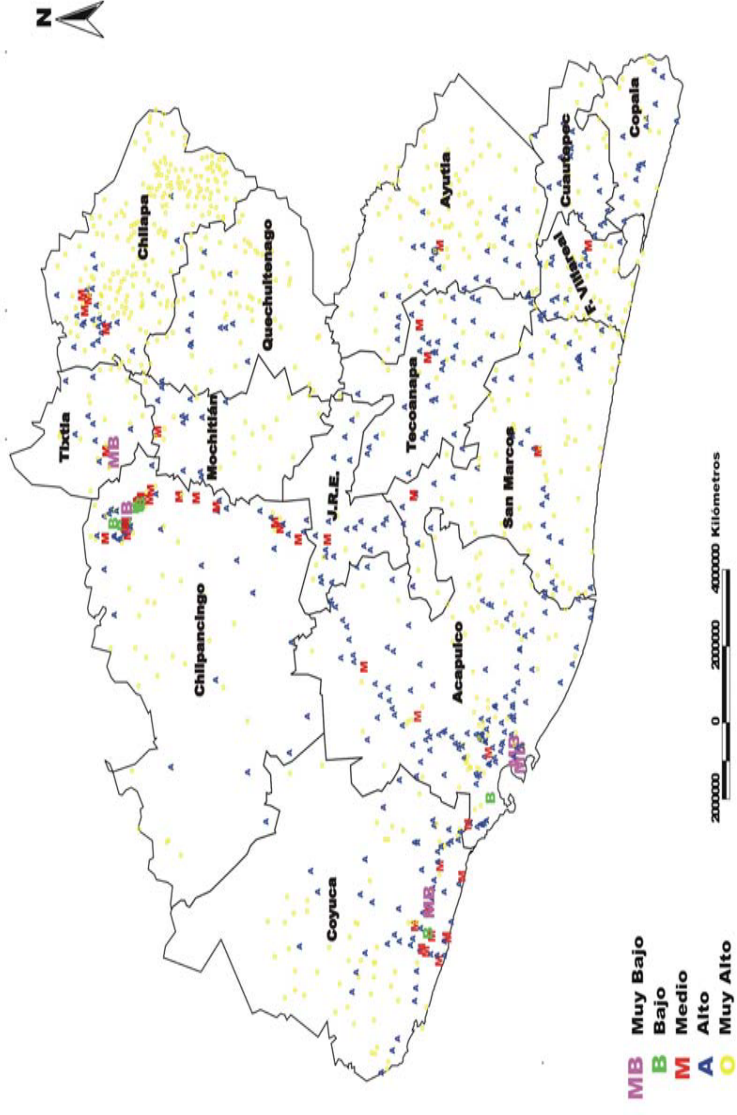 N
Chilapa
Tixtla
Quechultenago
Mochitlán
Chilpancingo
J.R.E.
Ayutla
Tecoanapa
Cuautepec
Copala
F. Villareal
San Marcos
Acapulco
Coyuca
MB Muy Bajo
B Bajo
M Medio
A Alto
O Muy Alto
2000000 0 2000000 4000000 Kilómetros